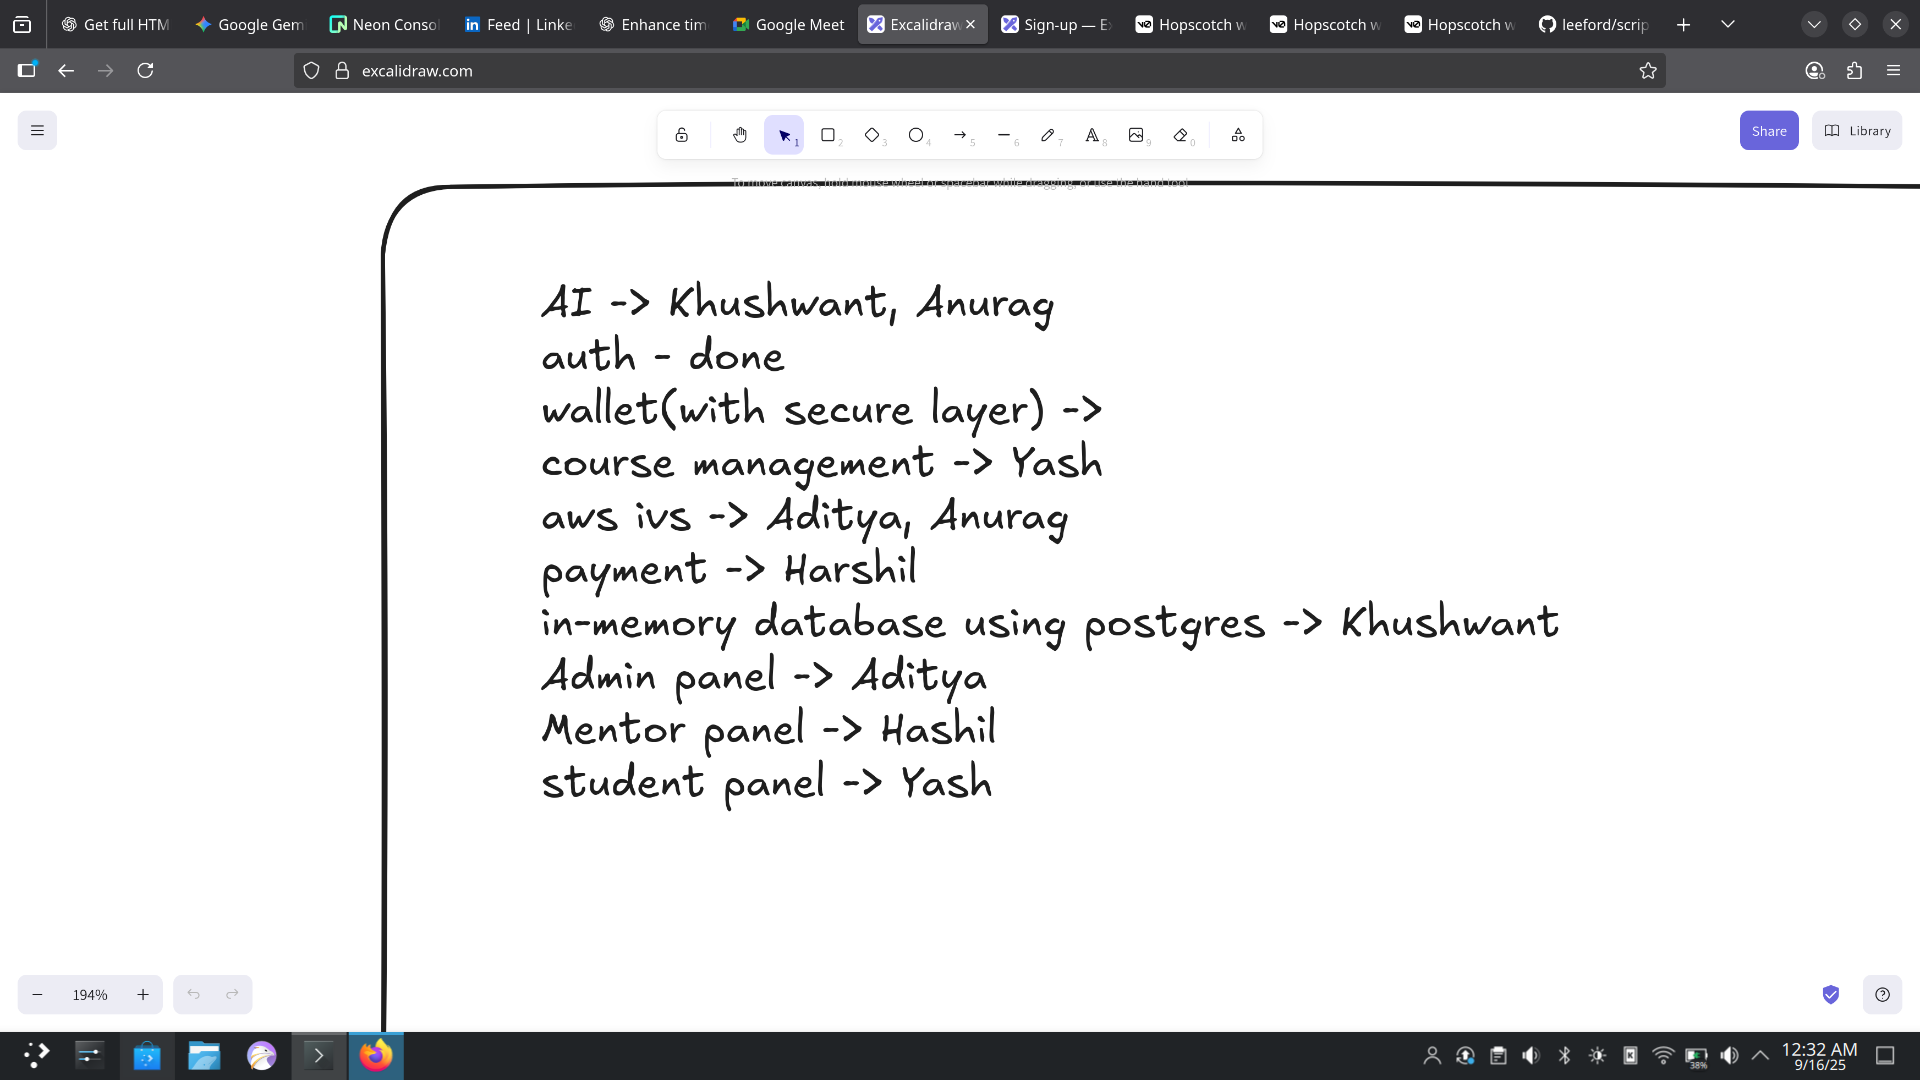 Get full HTM
Google Gem
Neon Consol
Feed | Linke
Enhance tim
Google Meet
Excalidraw
Sign-up — Ex
Hopscotch w
Hopscotch w
Hopscotch w
leeford/scrip
excalidraw.com
1
2
3
4
5
6
7
8
9
0
Share
Library
To move canvas, hold mouse wheel or spacebar while dragging, or use the hand tool
AI -> Khushwant, Anurag
auth - done
wallet(with secure layer) ->
course management -> Yash
aws ivs -> Aditya, Anurag
payment -> Harshil
in-memory database using postgres -> Khushwant
Admin panel -> Aditya
Mentor panel -> Hashil
student panel -> Yash
194%
38%
12:32 AM
9/16/25